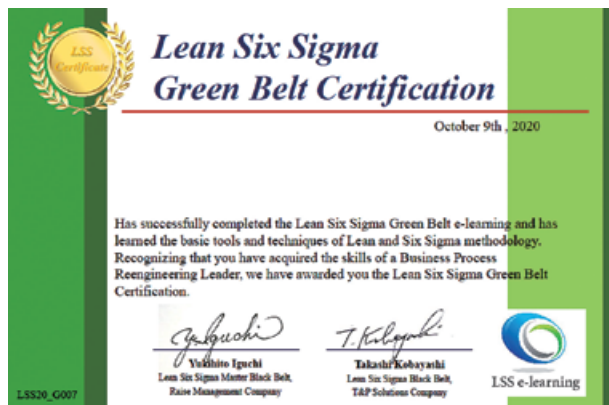 LSS
Certificate
Lean Six Sigma
Green Belt Certification
October 9th , 2020
Has successfully completed the Lean Six Sigma Green Belt e-learning and has
learned the basic tools and techniques of Lean and Six Sigma methodology.
Recognizing that you have acquired the skills of a Business Process
Reengineering Leader, we have awarded you the Lean Six Sigma Green Belt
Certification.
T. Kobayashi
Yukihito Iguchi
Takashi Kobayashi
Lean Six Sigma Master Black Belt,
Lean Six Sigma Black Belt,
Raise Management Company
T&P Solutions Company
LSS e-learning
LSS20_G007